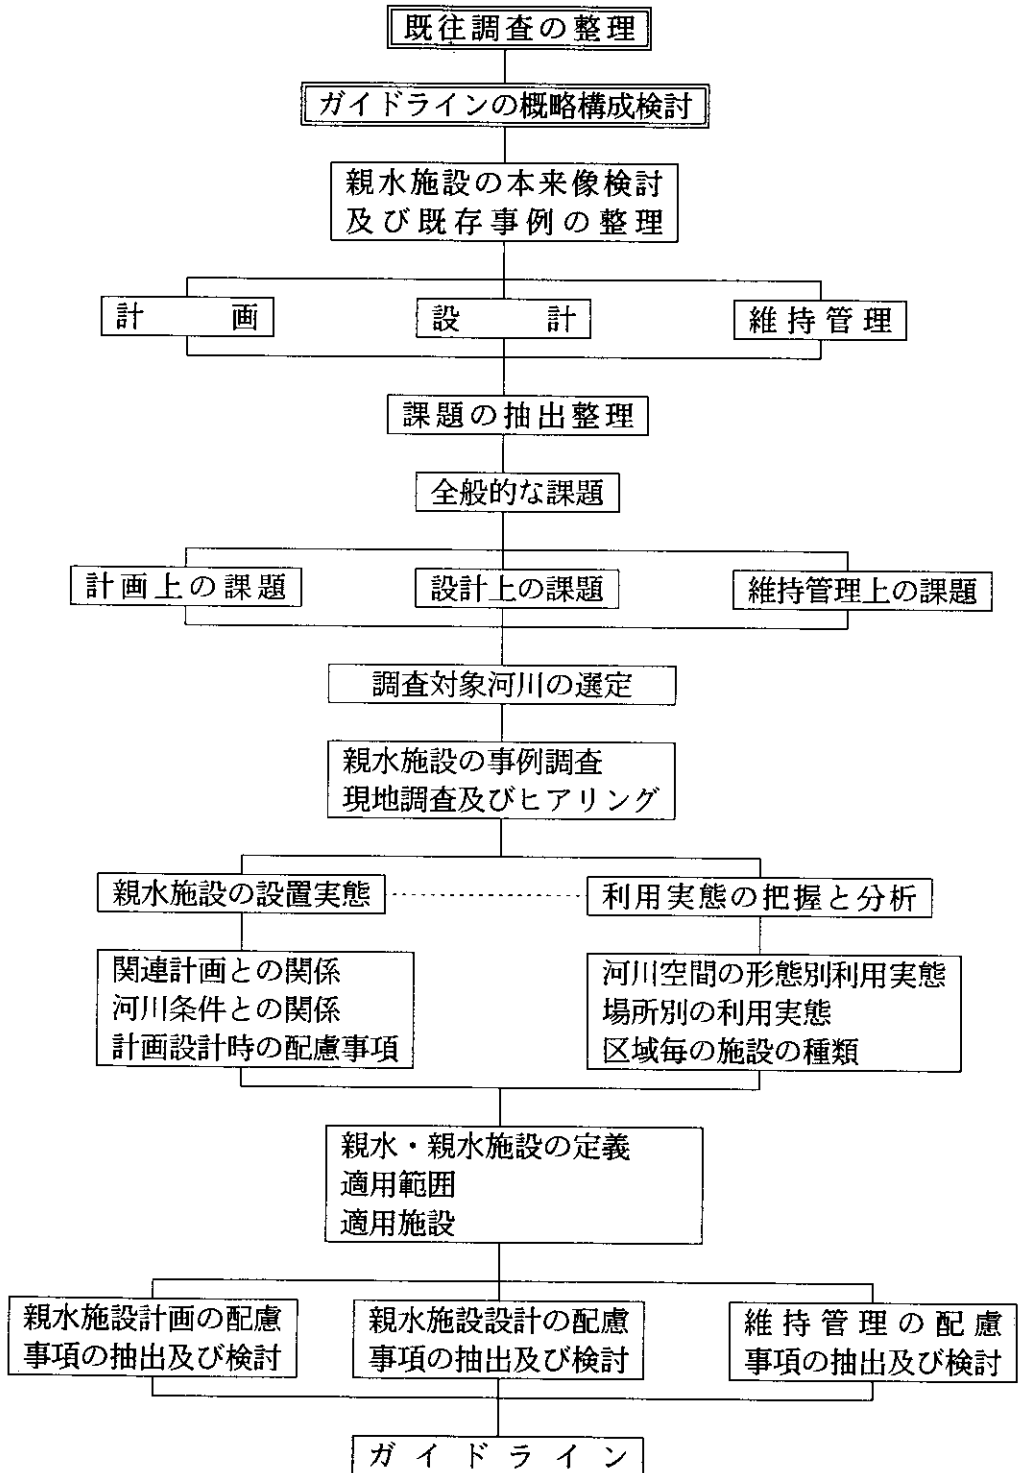 既往調査の整理
ガイドラインの概略構成検討
親水施設の本来像検討
及び既存事例の整理
計画
設計
維持管理
課題の抽出整理
全般的な課題
計画上の課題
設計上の課題
維持管理上の課題
調査対象河川の選定
親水施設の事例調査
現地調査及びヒアリング
親水施設の設置実態
利用実態の把握と分析
関連計画との関係
河川条件との関係
計画設計時の配慮事項
河川空間の形態別利用実態
場所別の利用実態
区域毎の施設の種類
親水・親水施設の定義
適用範囲
適用施設
親水施設計画の配慮
事項の抽出及び検討
親水施設設計の配慮
事項の抽出及び検討
維持管理の配慮
事項の抽出及び検討
ガイドライン